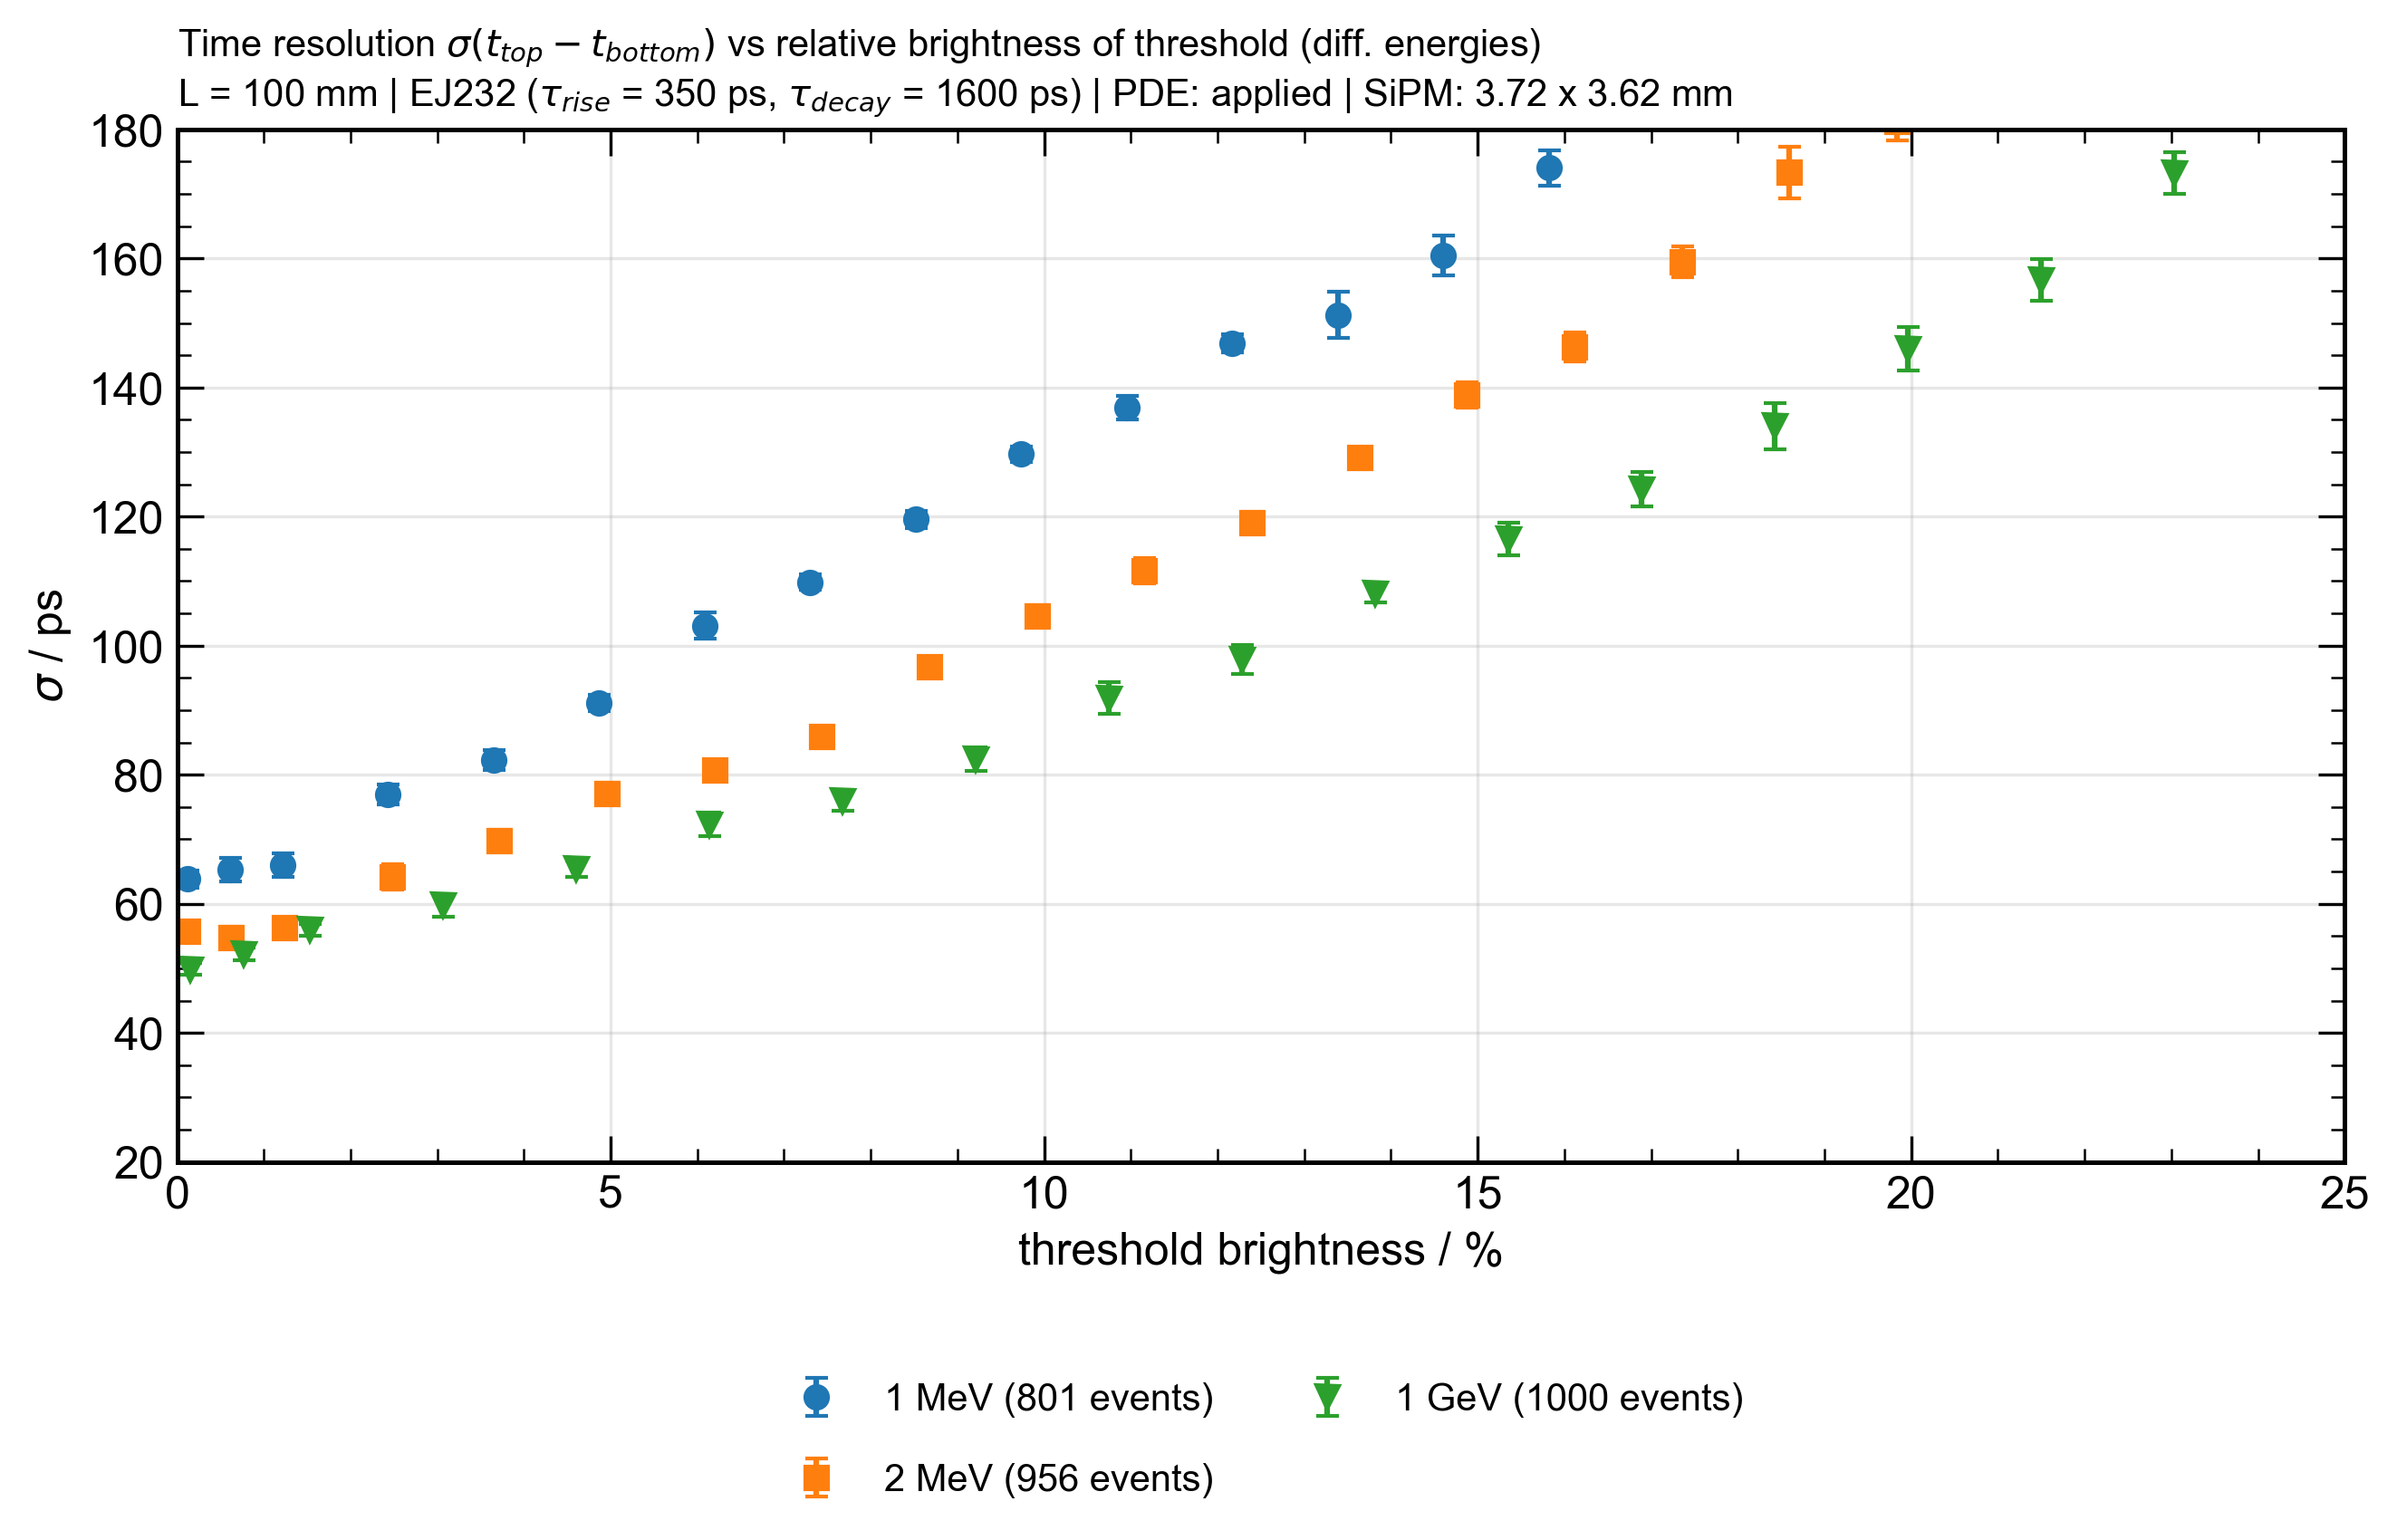 Time resolution σ(t_top − t_bottom) vs relative brightness of threshold (diff. energies)
L = 100 mm | EJ232 (τ_rise = 350 ps, τ_decay = 1600 ps) | PDE: applied | SiPM: 3.72 x 3.62 mm
180
160
140
120
100
80
60
40
20
σ / ps
0 5 10 15 20 25
threshold brightness / %
1 MeV (801 events)
2 MeV (956 events)
1 GeV (1000 events)